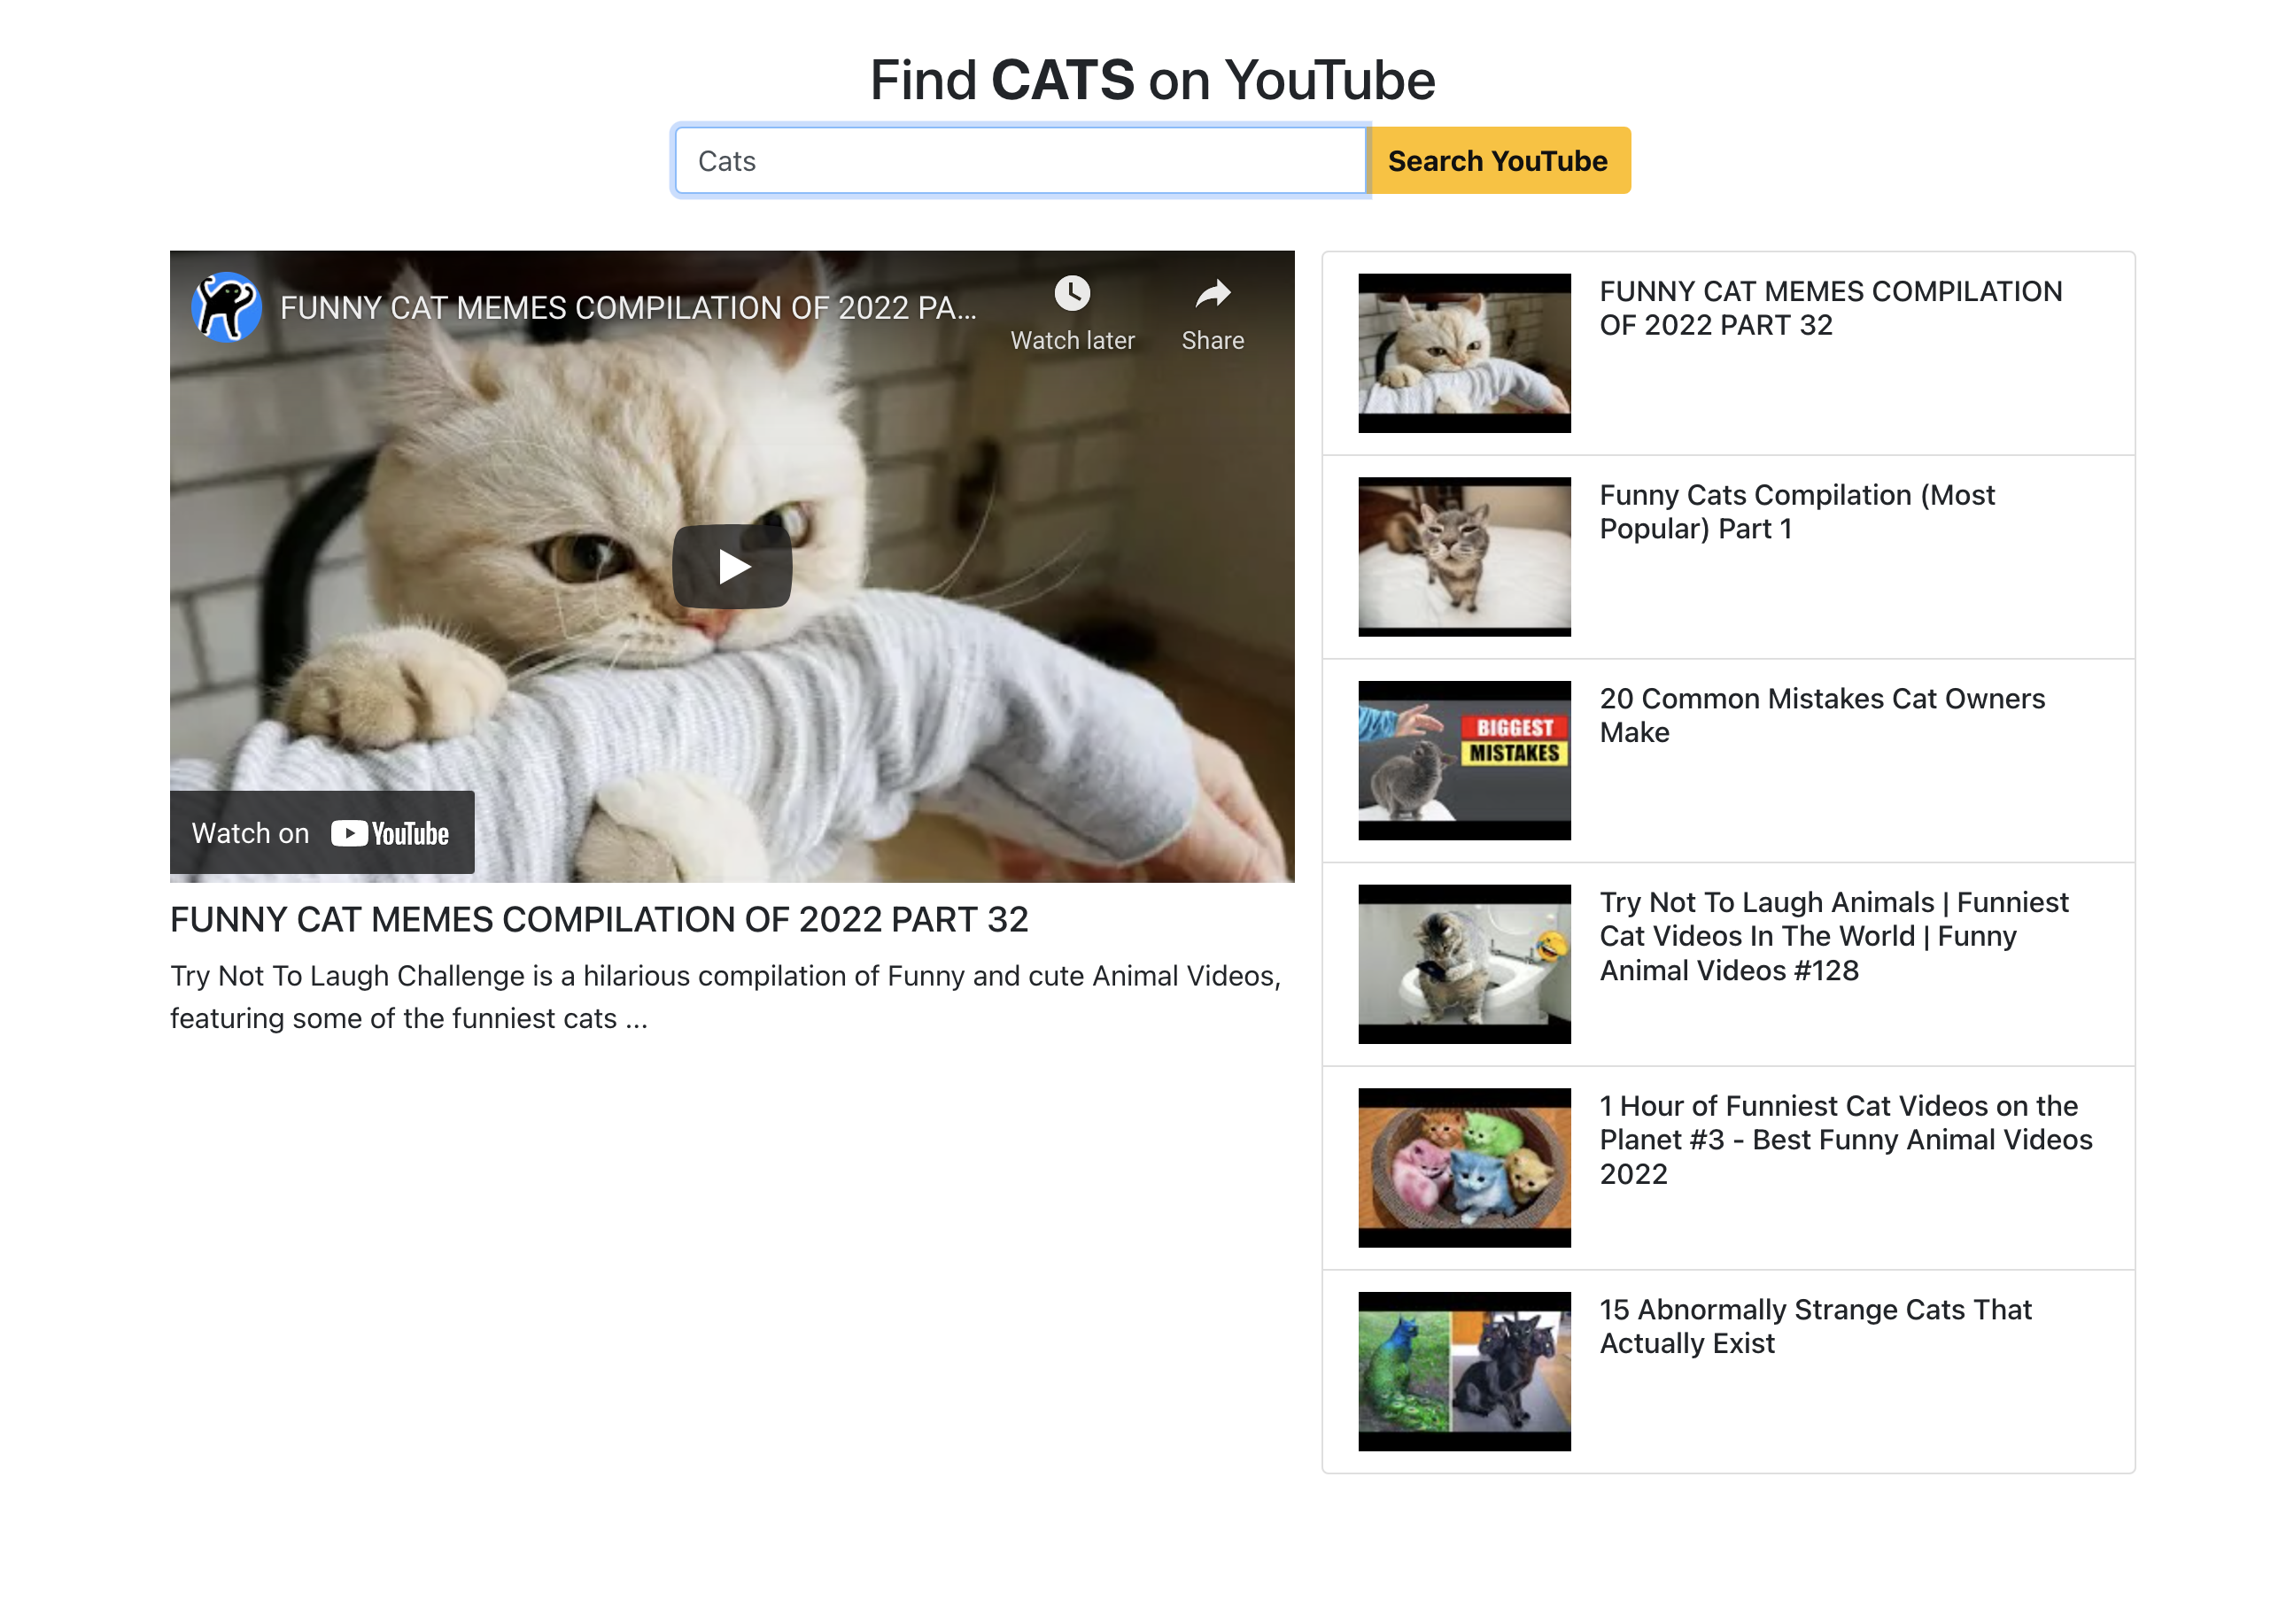 Find CATS on YouTube
Cats
Search YouTube
FUNNY CAT MEMES COMPILATION OF 2022 PA...
Watch later
Share
Watch on YouTube
FUNNY CAT MEMES COMPILATION OF 2022 PART 32
Try Not To Laugh Challenge is a hilarious compilation of Funny and cute Animal Videos,
featuring some of the funniest cats ...
FUNNY CAT MEMES COMPILATION
OF 2022 PART 32
Funny Cats Compilation (Most
Popular) Part 1
BIGGEST
MISTAKES
20 Common Mistakes Cat Owners
Make
Try Not To Laugh Animals | Funniest
Cat Videos In The World | Funny
Animal Videos #128
1 Hour of Funniest Cat Videos on the
Planet #3 - Best Funny Animal Videos
2022
15 Abnormally Strange Cats That
Actually Exist